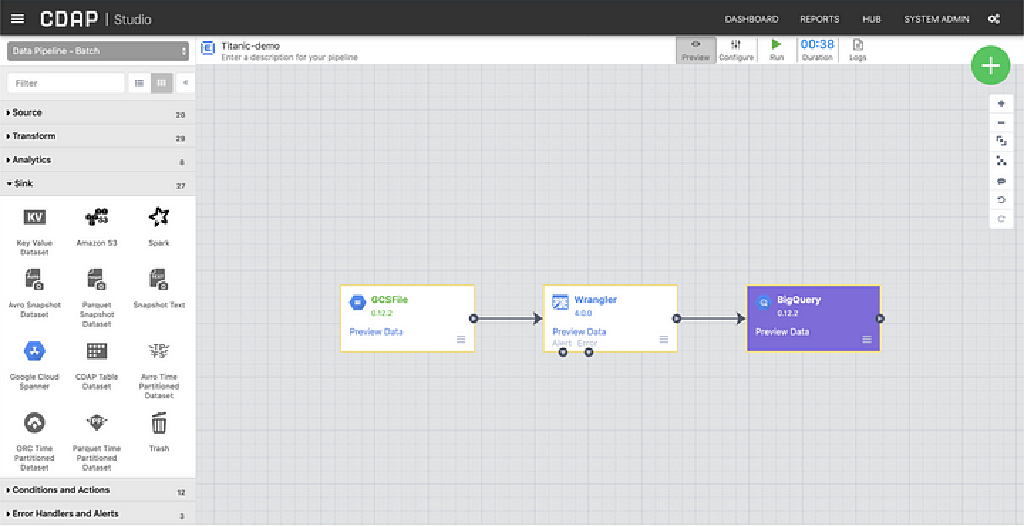 CDAP | Studio
DASHBOARD
REPORTS
HUB
SYSTEM ADMIN
Data Pipeline - Batch
Titanic-demo
Enter a description for your pipeline
Preview
Configure
Run
00:38
Duration
Logs
Filter
Source
Transform
29
Analytics
Sink
27
KV
Key Value
Dataset
Amazon S3
Spark
Avro Snapshot
Dataset
Parquet
Snapshot
Dataset
Snapshot Text
Google Cloud
Spanner
CDAP Table
Dataset
Avro Time
Partitioned
Dataset
ORC Time
Partitioned
Dataset
Parquet Time
Partitioned
Dataset
Trash
Conditions and Actions
12
Error Handlers and Alerts
3
GCSFile
0.12.2
Preview Data
Wrangler
4.0.0
Preview Data
Alert Error
BigQuery
0.12.2
Preview Data